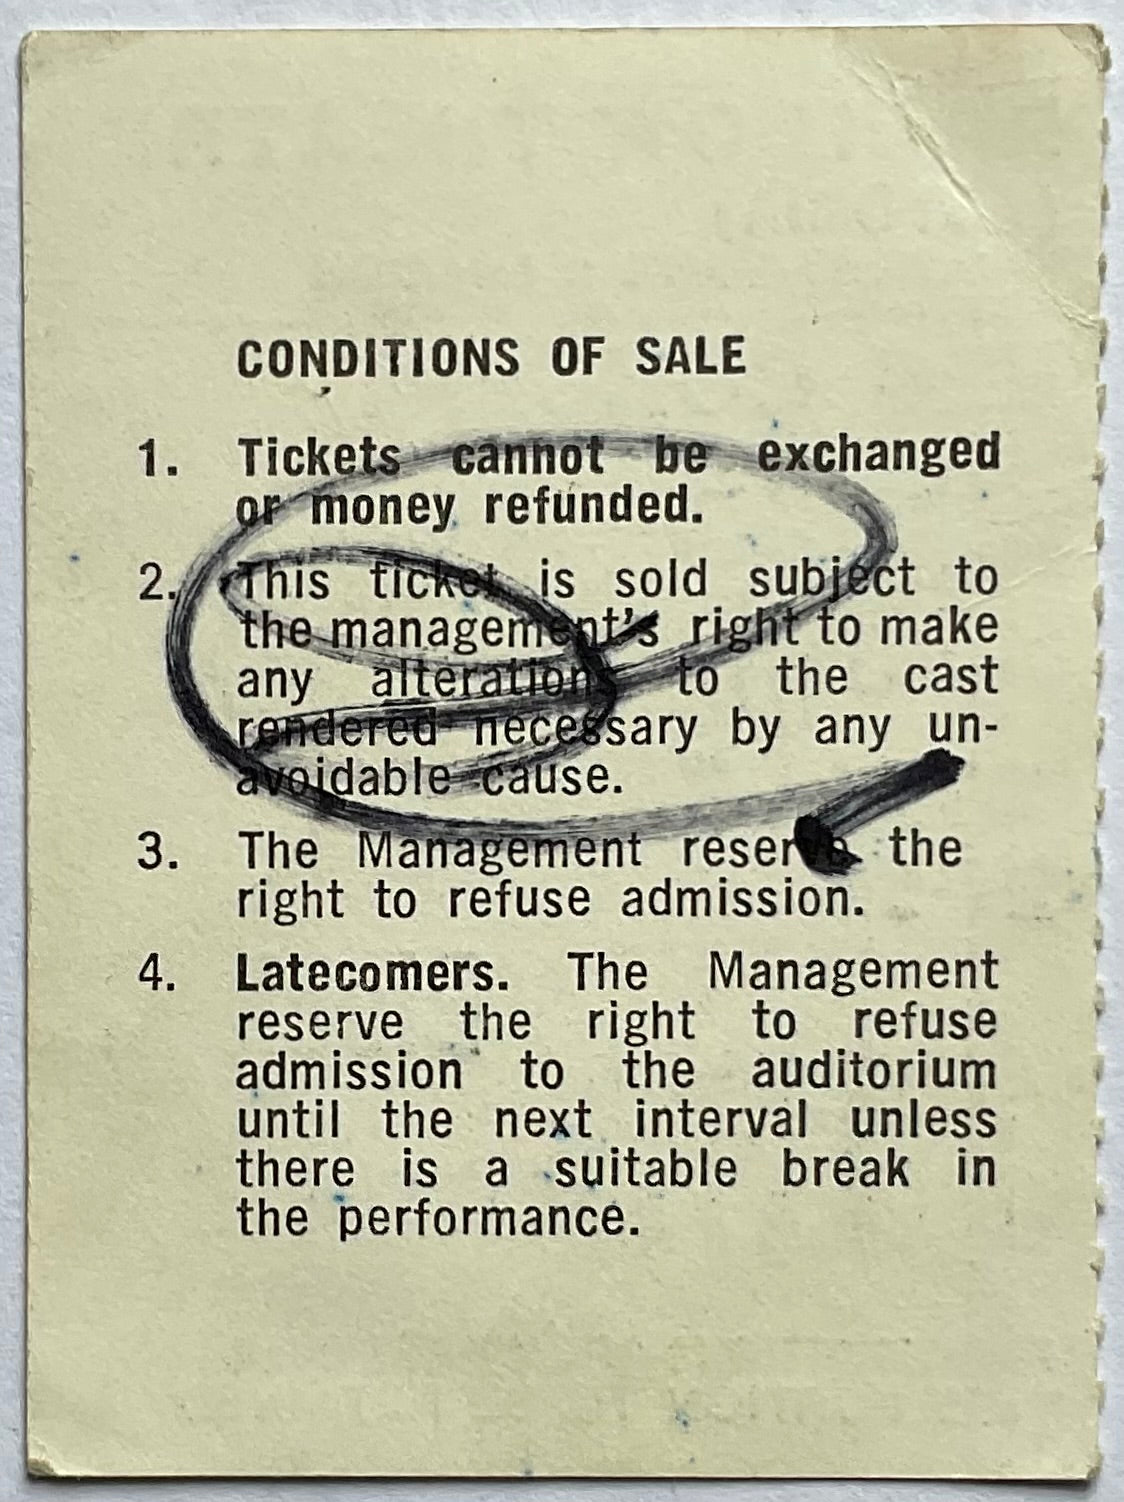 CONDITIONS OF SALE
1. Tickets cannot be exchanged
or money refunded.
2. This ticket is sold subject to
the management's right to make
any alterations to the cast
rendered necessary by any un-
avoidable cause.
3. The Management reserve the
right to refuse admission.
4. Latecomers. The Management
reserve the right to refuse
admission to the auditorium
until the next interval unless
there is a suitable break in
the performance.